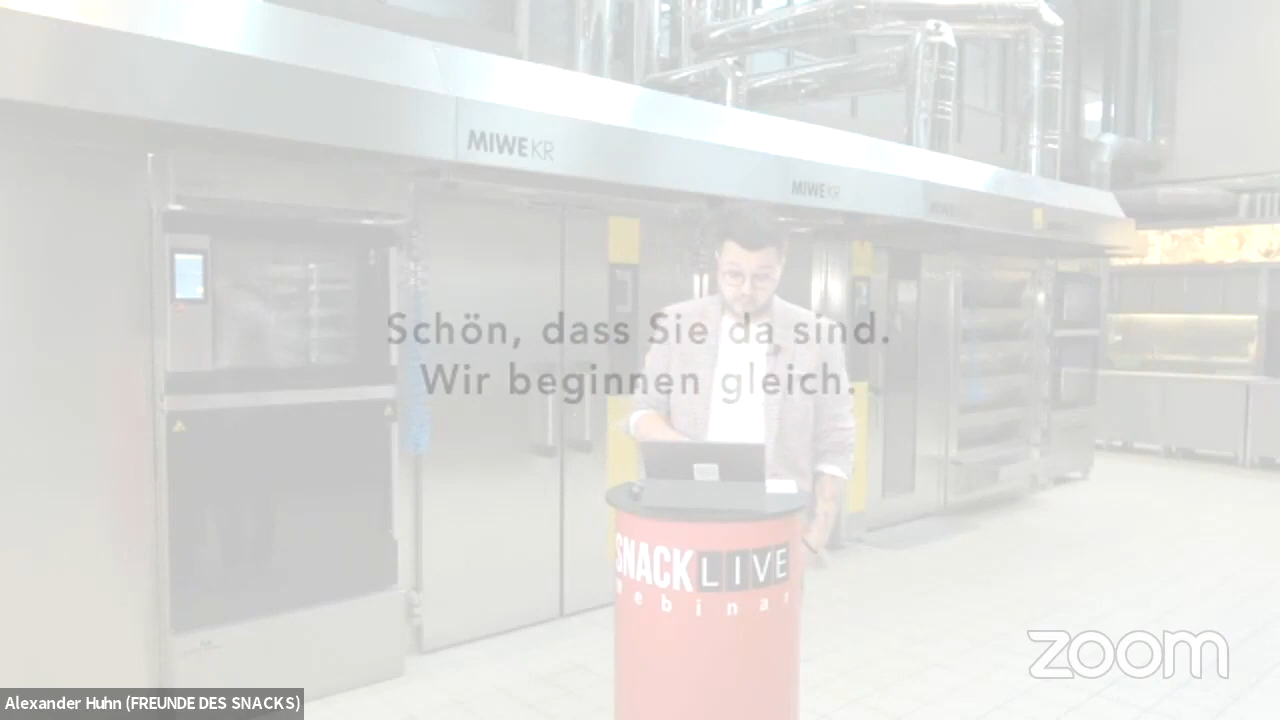 MIWE KR
MIWE KR
Schön, dass Sie da sind.
Wir beginnen gleich.
SNACK LIVE
Webinar
zoom
Alexander Huhn (FREUNDE DES SNACKS)